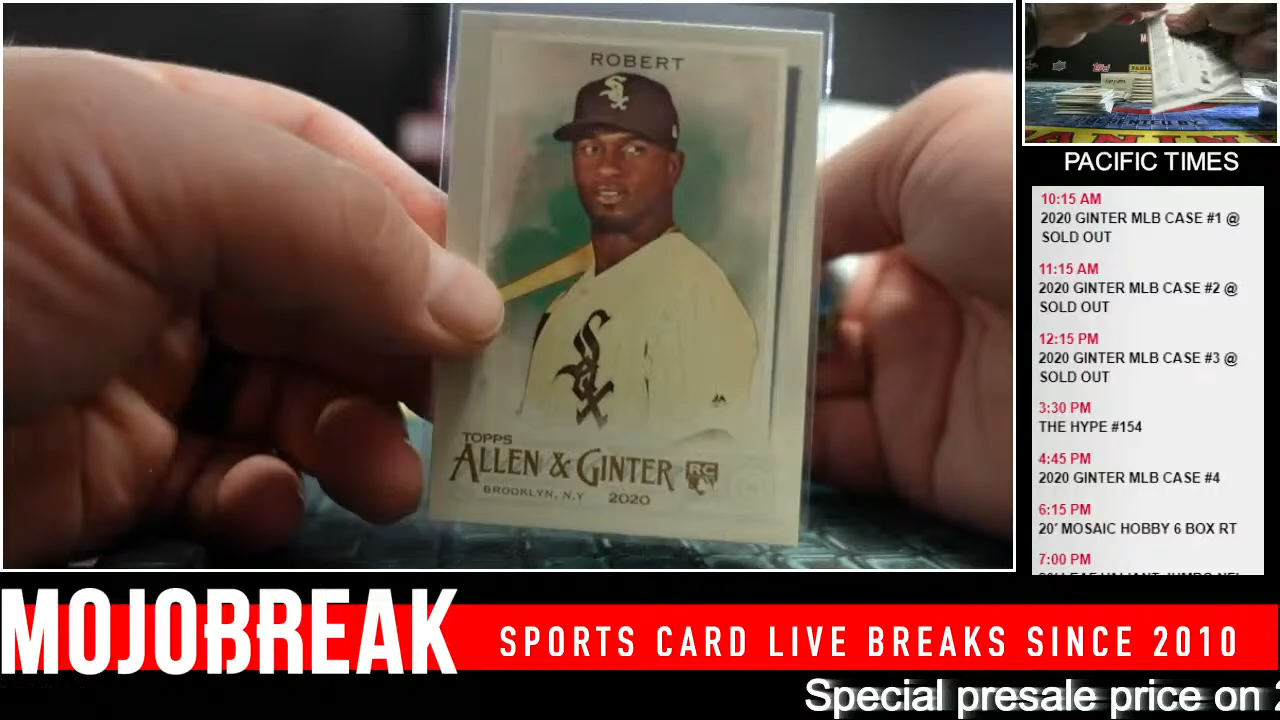 ROBERT
Sox
Sox
TOPPS
ALLEN & GINTER RC
BROOKLYN, N.Y 2020
PACIFIC TIMES
10:15 AM
2020 GINTER MLB CASE #1 @
SOLD OUT
11:15 AM
2020 GINTER MLB CASE #2 @
SOLD OUT
12:15 PM
2020 GINTER MLB CASE #3 @
SOLD OUT
3:30 PM
THE HYPE #154
4:45 PM
2020 GINTER MLB CASE #4
6:15 PM
20' MOSAIC HOBBY 6 BOX RT
7:00 PM
MOJOBREAK
SPORTS CARD LIVE BREAKS SINCE 2010
Special presale price on